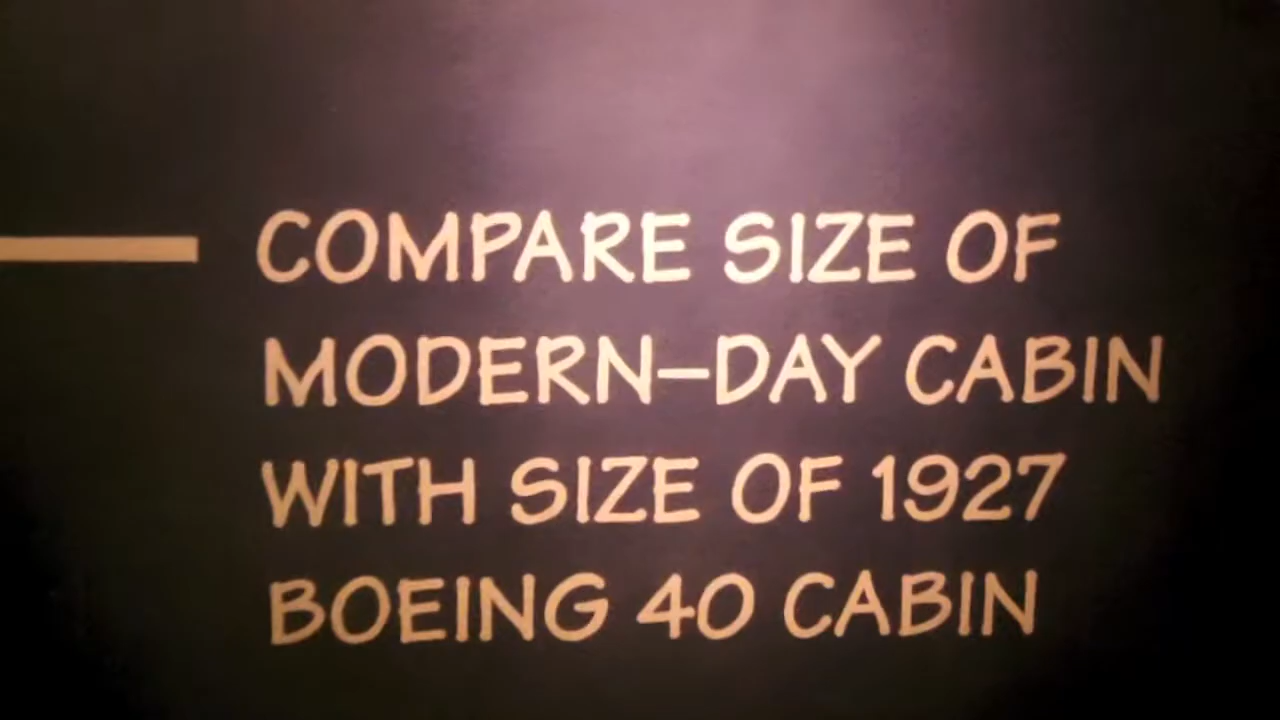 COMPARE SIZE OF
MODERN-DAY CABIN
WITH SIZE OF 1927
BOEING 40 CABIN